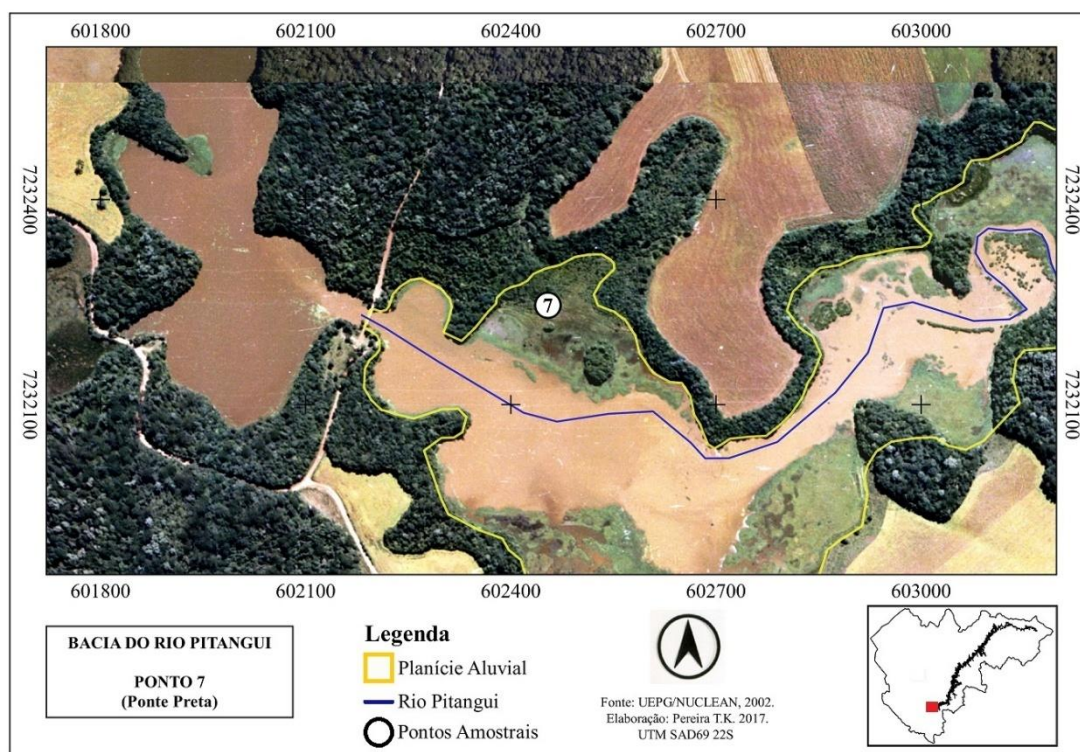 601800 602100 602400 602700 603000
7232400
7232400
7
7232100
7232100
601800 602100 602400 602700 603000
BACIA DO RIO PITANGUI
PONTO 7
(Ponte Preta)
Legenda
Planície Aluvial
Rio Pitangui
Pontos Amostrais
Fonte: UEPG/NUCLEAN, 2002.
Elaboração: Pereira T.K. 2017.
UTM SAD69 22S